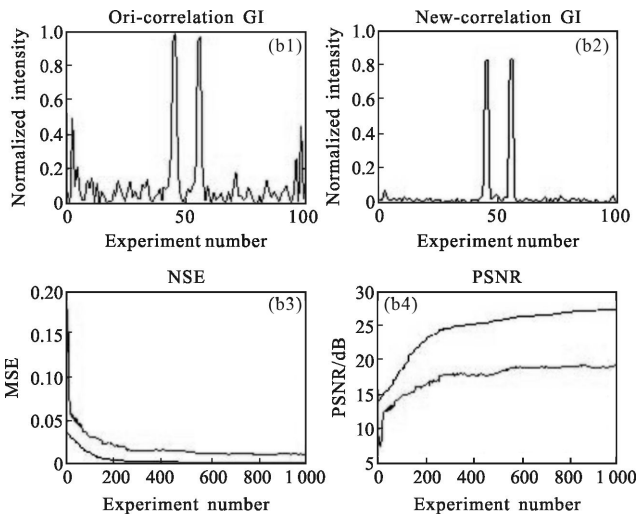 Ori-correlation GI
(b1)
Normalized intensity
1.0
0.8
0.6
0.4
0.2
0
0 50 100
Experiment number
New-correlation GI
(b2)
Normalized intensity
1.0
0.8
0.6
0.4
0.2
0
0 50 100
Experiment number
NSE
(b3)
MSE
0.20
0.15
0.10
0.05
0
0 200 400 600 800 1 000
Experiment number
PSNR
(b4)
PSNR/dB
30
25
20
15
10
5
0 200 400 600 800 1 000
Experiment number